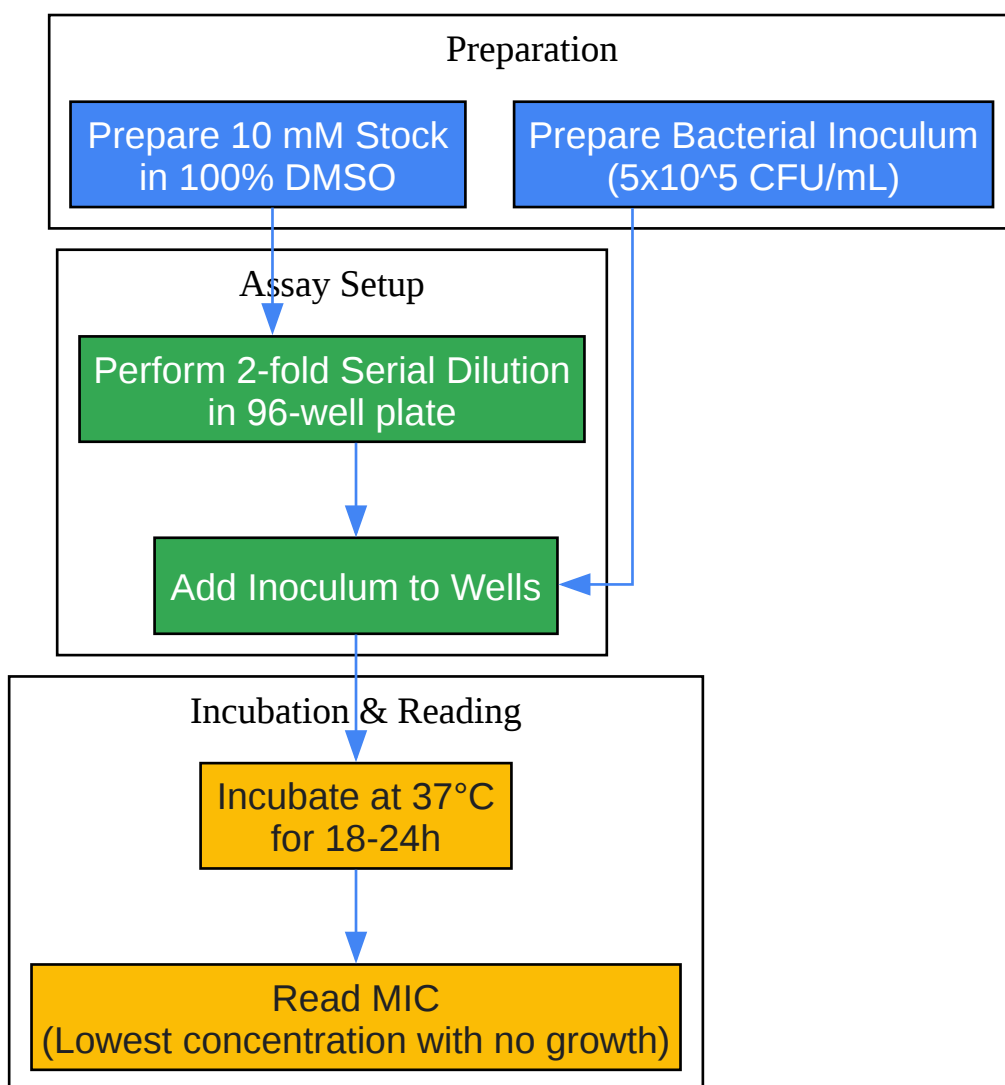 Preparation
Prepare 10 mM Stock
in 100% DMSO
Prepare Bacterial Inoculum
(5x10^5 CFU/mL)
Assay Setup
Perform 2-fold Serial Dilution
in 96-well plate
Add Inoculum to Wells
Incubation & Reading
Incubate at 37°C
for 18-24h
Read MIC
(Lowest concentration with no growth)